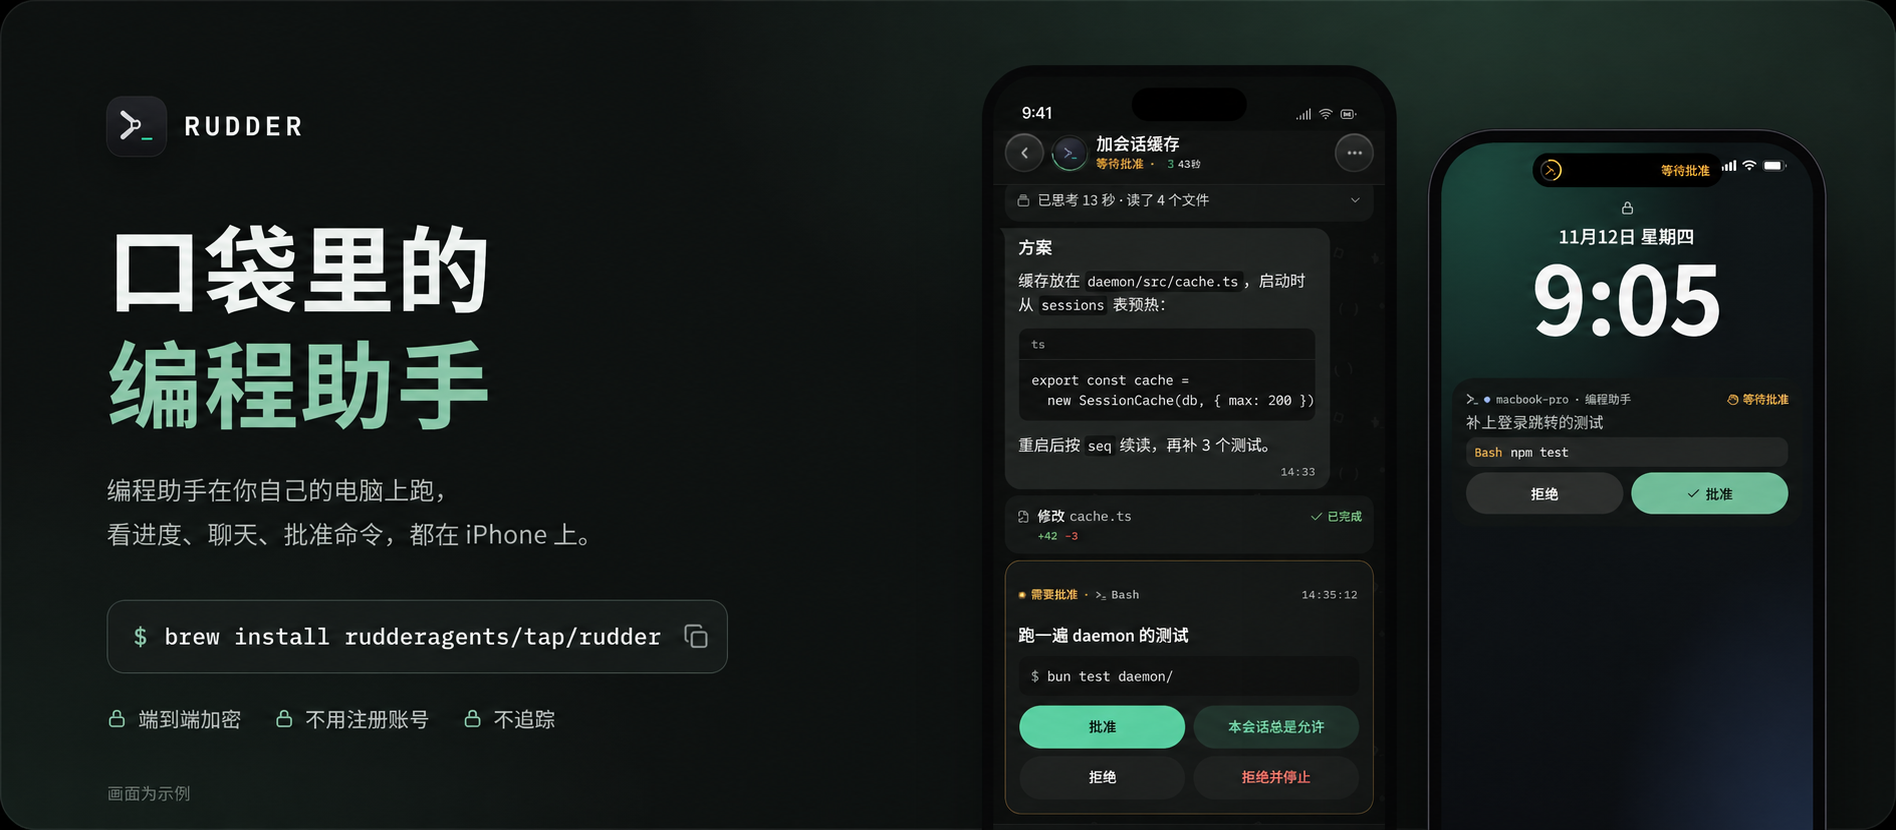 RUDDER
口袋里的
编程助手
编程助手在你自己的电脑上跑，
看进度、聊天、批准命令，都在 iPhone 上。
$ brew install rudderagents/tap/rudder
端到端加密 不用注册账号 不追踪
画面为示例
9:41
加会话缓存
等待批准 · 3 43秒
已思考 13 秒 · 读了 4 个文件
方案
缓存放在 daemon/src/cache.ts，启动时
从 sessions 表预热：
ts
export const cache =
new SessionCache(db, { max: 200 })
重启后按 seq 续读，再补 3 个测试。
14:33
修改 cache.ts 已完成
+42 -3
需要批准 · Bash 14:35:12
跑一遍 daemon 的测试
$ bun test daemon/
批准 本会话总是允许
拒绝 拒绝并停止
等待批准
11月12日 星期四
9:05
macbook-pro · 编程助手 等待批准
补上登录跳转的测试
Bash npm test
拒绝 批准